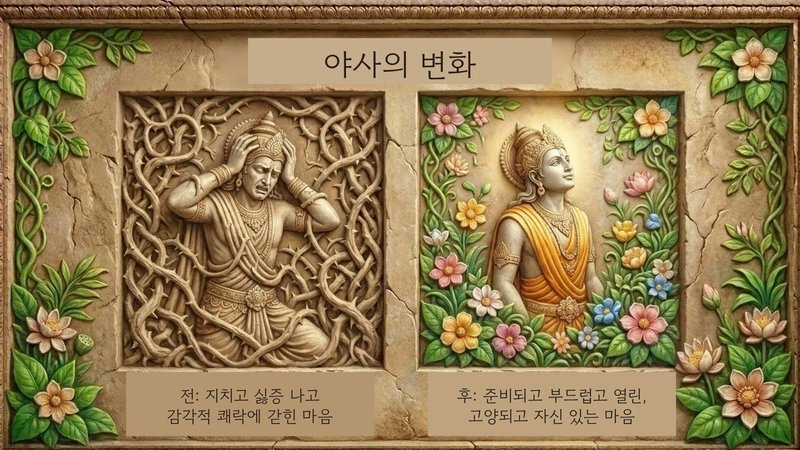 야사의 변화
전: 지치고 싫증 나고
감각적 쾌락에 갇힌 마음
후: 준비되고 부드럽고 열린,
고양되고 자신 있는 마음